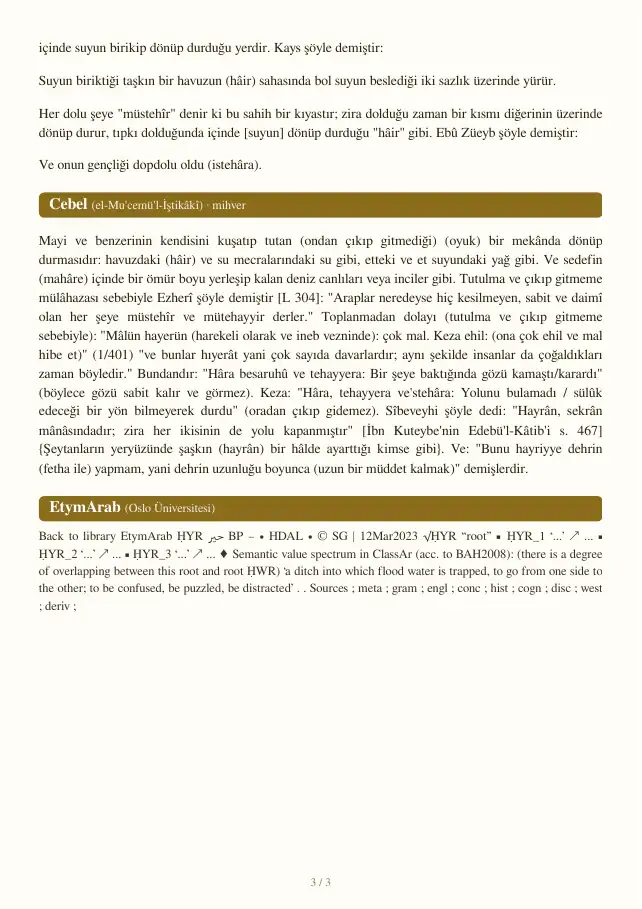 içinde suyun birikip dönüp durduğu yerdir. Kays şöyle demiştir:
Suyun biriktiği taşkın bir havuzun (hâir) sahasında bol suyun beslediği iki sazlık üzerinde yürür.
Her dolu şeye "müstehîr" denir ki bu sahih bir kıyastır; zira dolduğu zaman bir kısmı diğerinin üzerinde
dönüp durur, tıpkı dolduğunda içinde [suyun] dönüp durduğu "hâir" gibi. Ebû Züeyb şöyle demiştir:
Ve onun gençliği dopdolu oldu (istehâra).
Cebel (el-Mu'cemü'l-İştikâkî) · mihver
Mayi ve benzerinin kendisini kuşatıp tutan (ondan çıkıp gitmediği) (oyuk) bir mekânda dönüp
durmasıdır: havuzdaki (hâir) ve su mecralarındaki su gibi, etteki ve et suyundaki yağ gibi. Ve sedefin
(mahâre) içinde bir ömür boyu yerleşip kalan deniz canlıları veya inciler gibi. Tutulma ve çıkıp gitmeme
mülâhazası sebebiyle Ezherî şöyle demiştir [L 304]: "Araplar neredeyse hiç kesilmeyen, sabit ve daimî
olan her şeye müstehîr ve mütehayyir derler." Toplanmadan dolayı (tutulma ve çıkıp gitmeme
sebebiyle): "Mâlün hayerün (harekeli olarak ve ineb vezninde): çok mal. Keza ehil: (ona çok ehil ve mal
hibe et)" (1/401) "ve bunlar hıyerât yani çok sayıda davarlardır; aynı şekilde insanlar da çoğaldıkları
zaman böyledir." Bundandır: "Hâra besaruhû ve tehayyera: Bir şeye baktığında gözü kamaştı/karardı"
(böylece gözü sabit kalır ve görmez). Keza: "Hâra, tehayyera ve'stehâra: Yolunu bulamadı / sülûk
edeceği bir yön bilmeyerek durdu" (oradan çıkıp gidemez). Sîbeveyhi şöyle dedi: "Hayrân, sekrân
mânâsındadır; zira her ikisinin de yolu kapanmıştır" [İbn Kuteybe'nin Edebü'l-Kâtib'i s. 467]
{Şeytanların yeryüzünde şaşkın (hayrân) bir hâlde ayarttığı kimse gibi}. Ve: "Bunu hayriyye dehrin
(fetha ile) yapmam, yani dehrin uzunluğu boyunca (uzun bir müddet kalmak)" demişlerdir.
EtymArab (Oslo Üniversitesi)
Back to library EtymArab ḤYR حير BP – • HDAL • © SG | 12Mar2023 √ḤYR “root” ▪ ḤYR_1 ‘...’ ↗ ... ▪
ḤYR_2 ‘...’ ↗ ... ▪ ḤYR_3 ‘...’ ↗ ... ♦ Semantic value spectrum in ClassAr (acc. to BAH2008): (there is a degree
of overlapping between this root and root ḤWR) ‘a ditch into which flood water is trapped, to go from one side to
the other; to be confused, be puzzled, be distracted’ . . Sources ; meta ; gram ; engl ; conc ; hist ; cogn ; disc ; west
; deriv ;
3 / 3